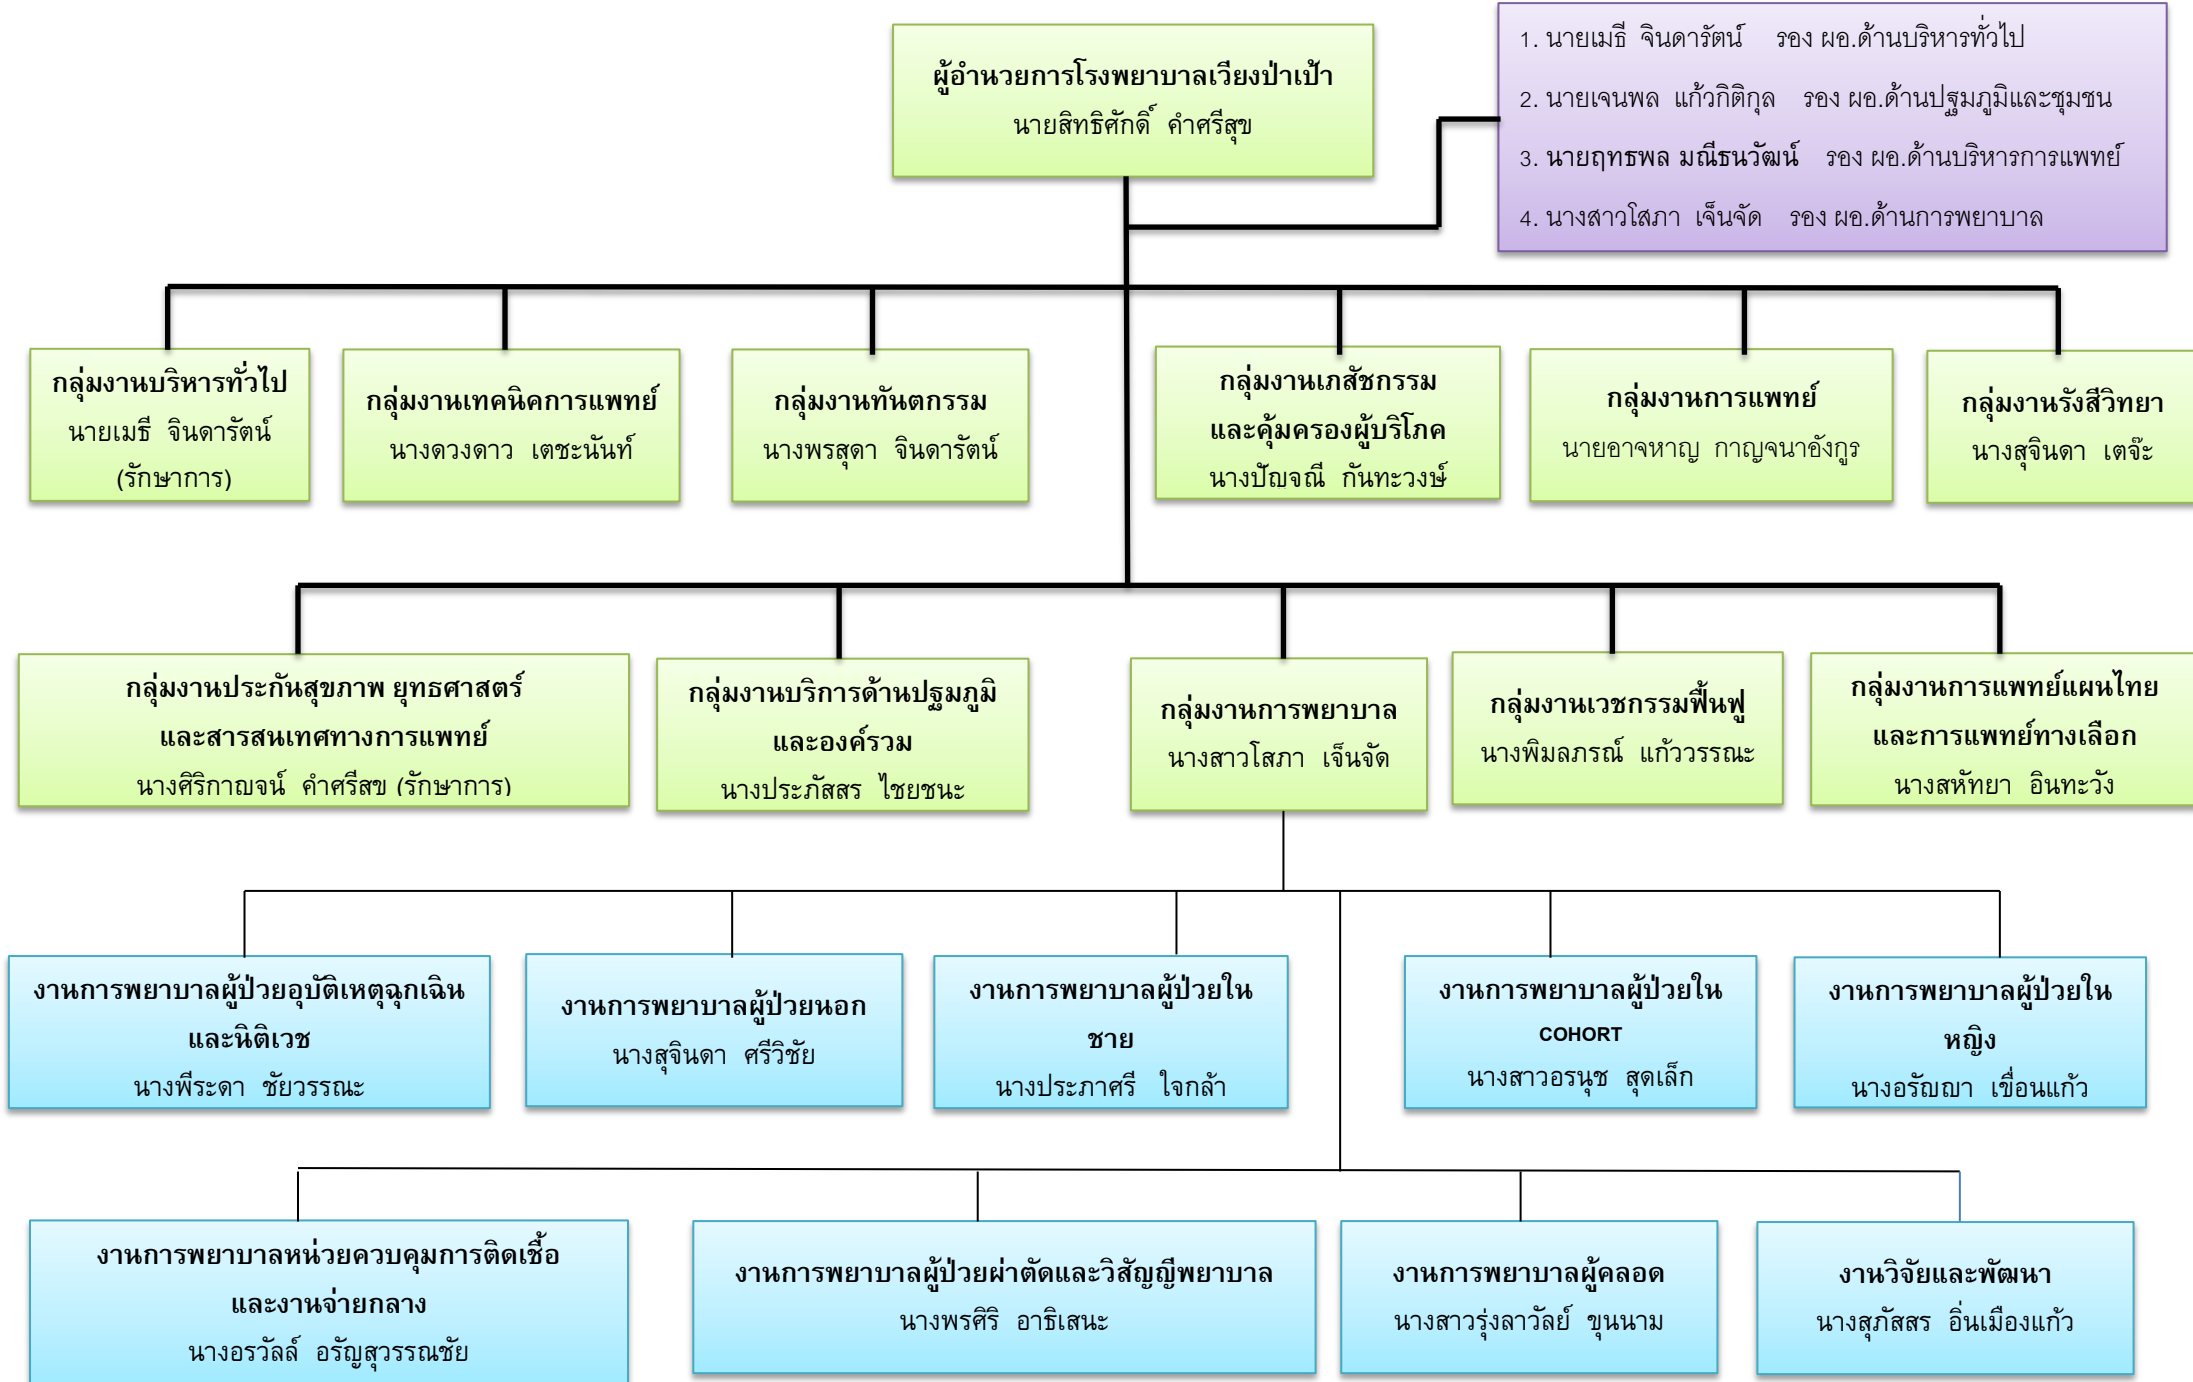 ผู้อำนวยการโรงพยาบาลเวียงป่าเป้า
นายสิทธิศักดิ์ คำศรีสุข
1. นายเมธี จินดารัตน์ รอง ผอ.ด้านบริหารทั่วไป
2. นายเจนพล แก้วกิติกุล รอง ผอ.ด้านปฐมภูมิและชุมชน
3. นายฤทธพล มณีธนวัฒน์ รอง ผอ.ด้านบริหารการแพทย์
4. นางสาวโสภา เจ็นจัด รอง ผอ.ด้านการพยาบาล
กลุ่มงานบริหารทั่วไป
นายเมธี จินดารัตน์
(รักษาการ)
กลุ่มงานเทคนิคการแพทย์
นางดวงดาว เตชะนันท์
กลุ่มงานทันตกรรม
นางพรสุดา จินดารัตน์
กลุ่มงานเภสัชกรรม
และคุ้มครองผู้บริโภค
นางปัญจณี กันทะวงษ์
กลุ่มงานการแพทย์
นายอาจหาญ กาญจนาอังกูร
กลุ่มงานรังสีวิทยา
นางสุจินดา เตจ๊ะ
กลุ่มงานประกันสุขภาพ ยุทธศาสตร์
และสารสนเทศทางการแพทย์
นางศิริกาญจน์ คำศรีสข (รักษาการ)
กลุ่มงานบริการด้านปฐมภูมิ
และองค์รวม
นางประภัสสร ไชยชนะ
กลุ่มงานการพยาบาล
นางสาวโสภา เจ็นจัด
กลุ่มงานเวชกรรมฟื้นฟู
นางพิมลภรณ์ แก้ววรรณะ
กลุ่มงานการแพทย์แผนไทย
และการแพทย์ทางเลือก
นางสหัทยา อินทะวัง
งานการพยาบาลผู้ป่วยอุบัติเหตุฉุกเฉิน
และนิติเวช
นางพีระดา ชัยวรรณะ
งานการพยาบาลผู้ป่วยนอก
นางสุจินดา ศรีวิชัย
งานการพยาบาลผู้ป่วยใน
ชาย
นางประภาศรี ใจกล้า
งานการพยาบาลผู้ป่วยใน
COHORT
นางสาวอรนุช สุดเล็ก
งานการพยาบาลผู้ป่วยใน
หญิง
นางอรัญญา เขื่อนแก้ว
งานการพยาบาลหน่วยควบคุมการติดเชื้อ
และงานจ่ายกลาง
นางอรวัลล์ อรัญสุวรรณชัย
งานการพยาบาลผู้ป่วยผ่าตัดและวิสัญญีพยาบาล
นางพรศิริ อาธิเสนะ
งานการพยาบาลผู้คลอด
นางสาวรุ่งลาวัลย์ ขุนนาม
งานวิจัยและพัฒนา
นางสุภัสสร อิ่นเมืองแก้ว